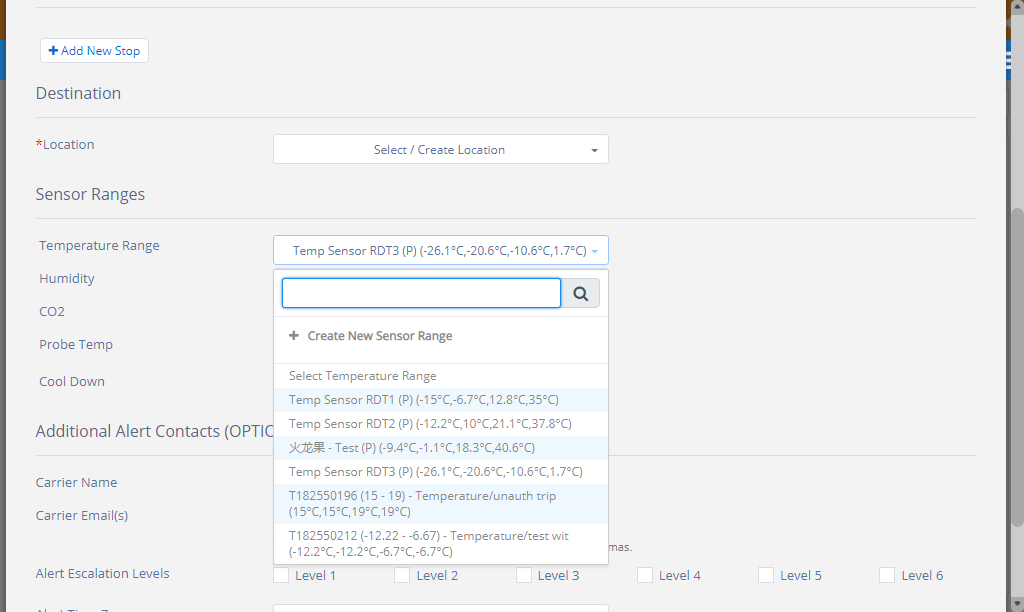 Add New Stop
Destination
*Location
Select / Create Location
Sensor Ranges
Temperature Range
Temp Sensor RDT3 (P) (-26.1°C,-20.6°C,-10.6°C,1.7°C)
Humidity
CO2
Create New Sensor Range
Probe Temp
Select Temperature Range
Cool Down
Temp Sensor RDT1 (P) (-15°C,-6.7°C,12.8°C,35°C)
Temp Sensor RDT2 (P) (-12.2°C,10°C,21.1°C,37.8°C)
Additional Alert Contacts (OPTIO
火龙果 - Test (P) (-9.4°C,-1.1°C,18.3°C,40.6°C)
Temp Sensor RDT3 (P) (-26.1°C,-20.6°C,-10.6°C,1.7°C)
Carrier Name
T182550196 (15 - 19) - Temperature/unauth trip
(15°C,15°C,19°C,19°C)
Carrier Email(s)
T182550212 (-12.22 - -6.67) - Temperature/test wit
(-12.2°C,-12.2°C,-6.7°C,-6.7°C)
mas.
Alert Escalation Levels
Level 1
Level 2
Level 3
Level 4
Level 5
Level 6